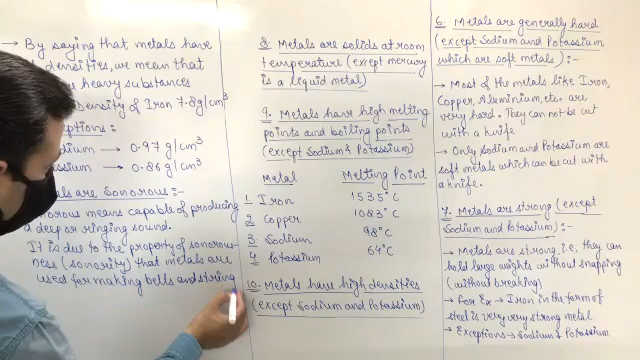 → By saying that metals have
densities, we mean that
heavy substances
Density of Iron 7.8g/cm³
→ 0.97 g/cm³
→ 0.86 g/cm³
are Sonorous :-
means capable of producing
a deep or ringing sound.
It is due to the property of sonorous-
ness (sonority) that metals are
used for making bells and string
8. Metals are solids at room
temperature (except mercury
is a liquid metal)
9. Metals have high melting
points and boiling points
(except Sodium & Potassium)
Metal Melting Point
1 Iron 1535°C
2 Copper 1083°C
3 Sodium 98°C
4 Potassium 64°C
10. Metals have high densities
(except Sodium and Potassium)
6. Metals are generally hard
(except Sodium and Potassium,
which are soft metals) :-
→ Most of the metals like Iron,
Copper, Aluminium, etc. are
very hard. They can not be cut
with a knife
→ Only sodium and Potassium are
soft metals which can be cut with
a knife.
7. Metals are strong (except
Sodium and Potassium) :-
→ Metals are strong i.e; they can
hold large weights without snapping
(without breaking)
→ For Ex → Iron in the form of
steel is very very strong metal.
→ Exceptions → Sodium & Potassium